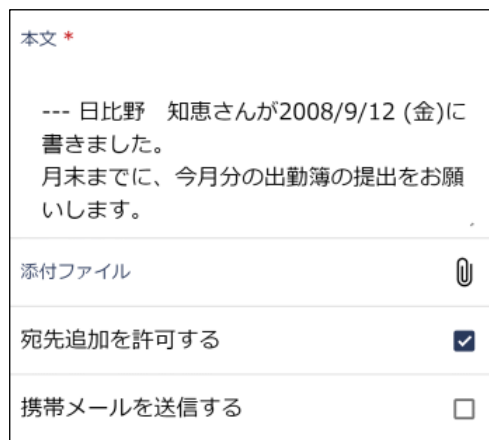 本文 *
--- 日比野　知恵さんが2008/9/12 (金)に
書きました。
月末までに、今月分の出勤簿の提出をお願
いします。
添付ファイル
宛先追加を許可する
携帯メールを送信する